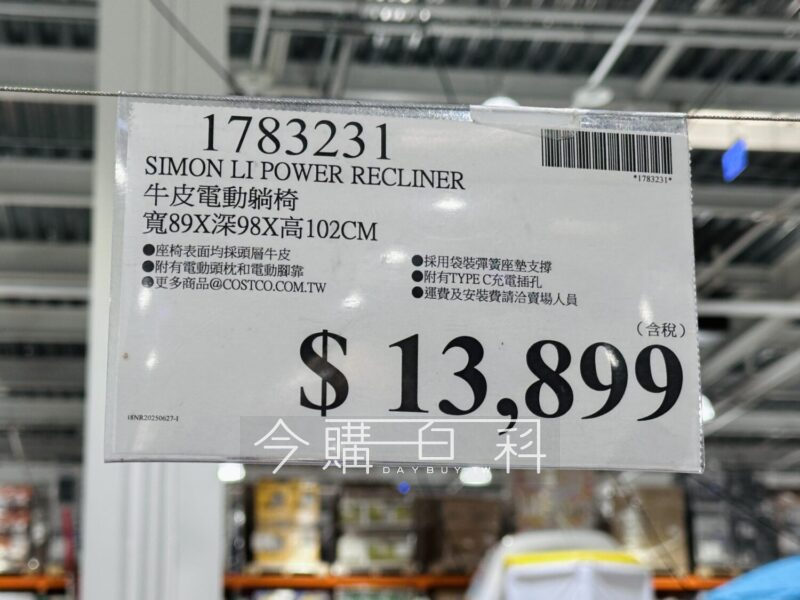 1783231
*1783231*
SIMON LI POWER RECLINER
牛皮電動躺椅
寬89X深98X高102CM
●座椅表面均採頭層牛皮
●附有電動頭枕和電動腳靠
●更多商品@COSTCO.COM.TW
●採用袋裝彈簧座墊支撐
●附有TYPE C充電插孔
●運費及安裝費請洽賣場人員
(含稅)
$ 13,899
18NR20250627-1
今購百科
DAYBUY.TW